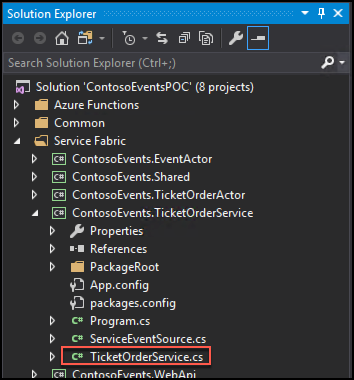 Solution Explorer
Search Solution Explorer (Ctrl+;)
Solution 'ContosoEventsPOC' (8 projects)
Azure Functions
Common
Service Fabric
C# ContosoEvents.EventActor
C# ContosoEvents.Shared
C# ContosoEvents.TicketOrderActor
C# ContosoEvents.TicketOrderService
Properties
References
PackageRoot
App.config
packages.config
C# Program.cs
C# ServiceEventSource.cs
C# TicketOrderService.cs
C# ContosoEvents.WebApi